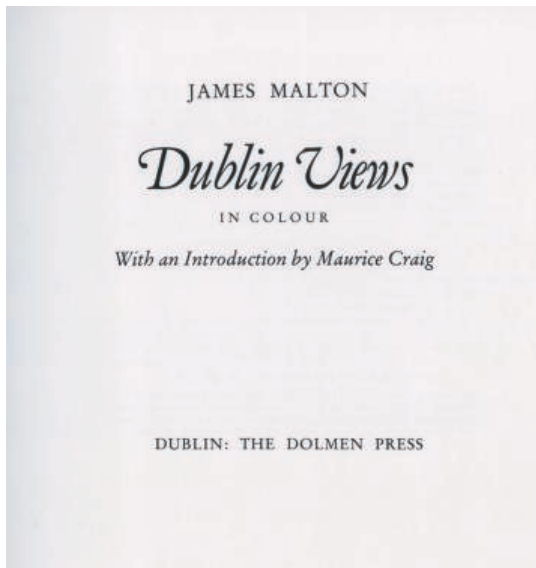 JAMES MALTON
Dublin Views
IN COLOUR
With an Introduction by Maurice Craig
DUBLIN: THE DOLMEN PRESS